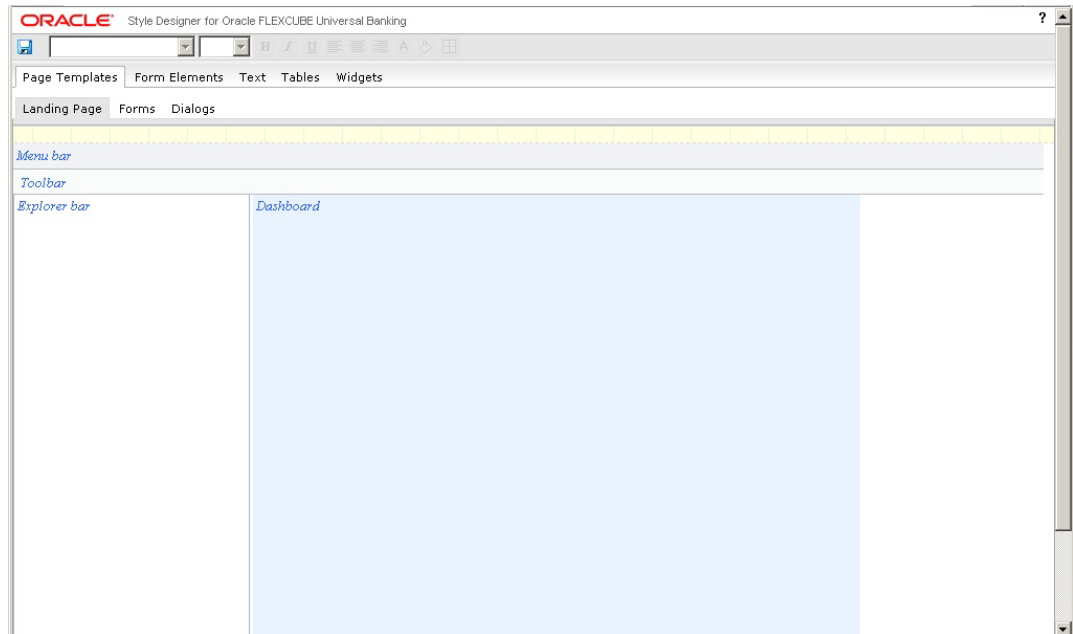 ORACLE® Style Designer for Oracle FLEXCUBE Universal Banking ?
B I U A
Page Templates Form Elements Text Tables Widgets
Landing Page Forms Dialogs
Menu bar
Toolbar
Explorer bar Dashboard